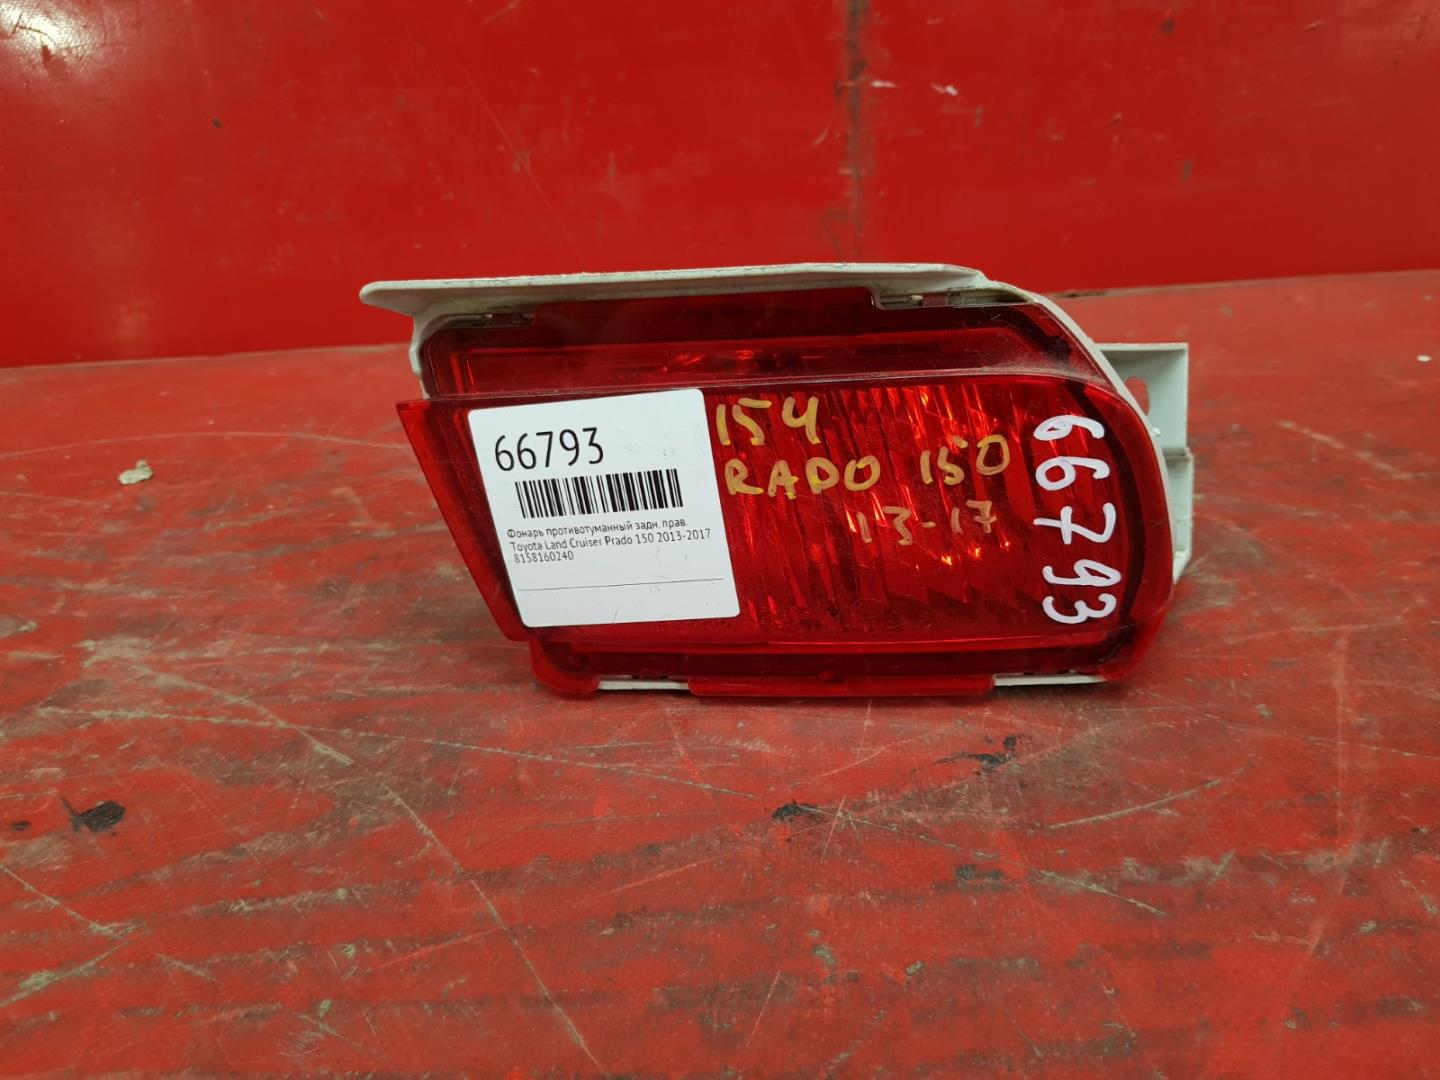 66793
Фонарь противотуманный задн. прав.
Toyota Land Cruiser Prado 150 2013-2017
8158160240
154
RADO 150
13-17
66793